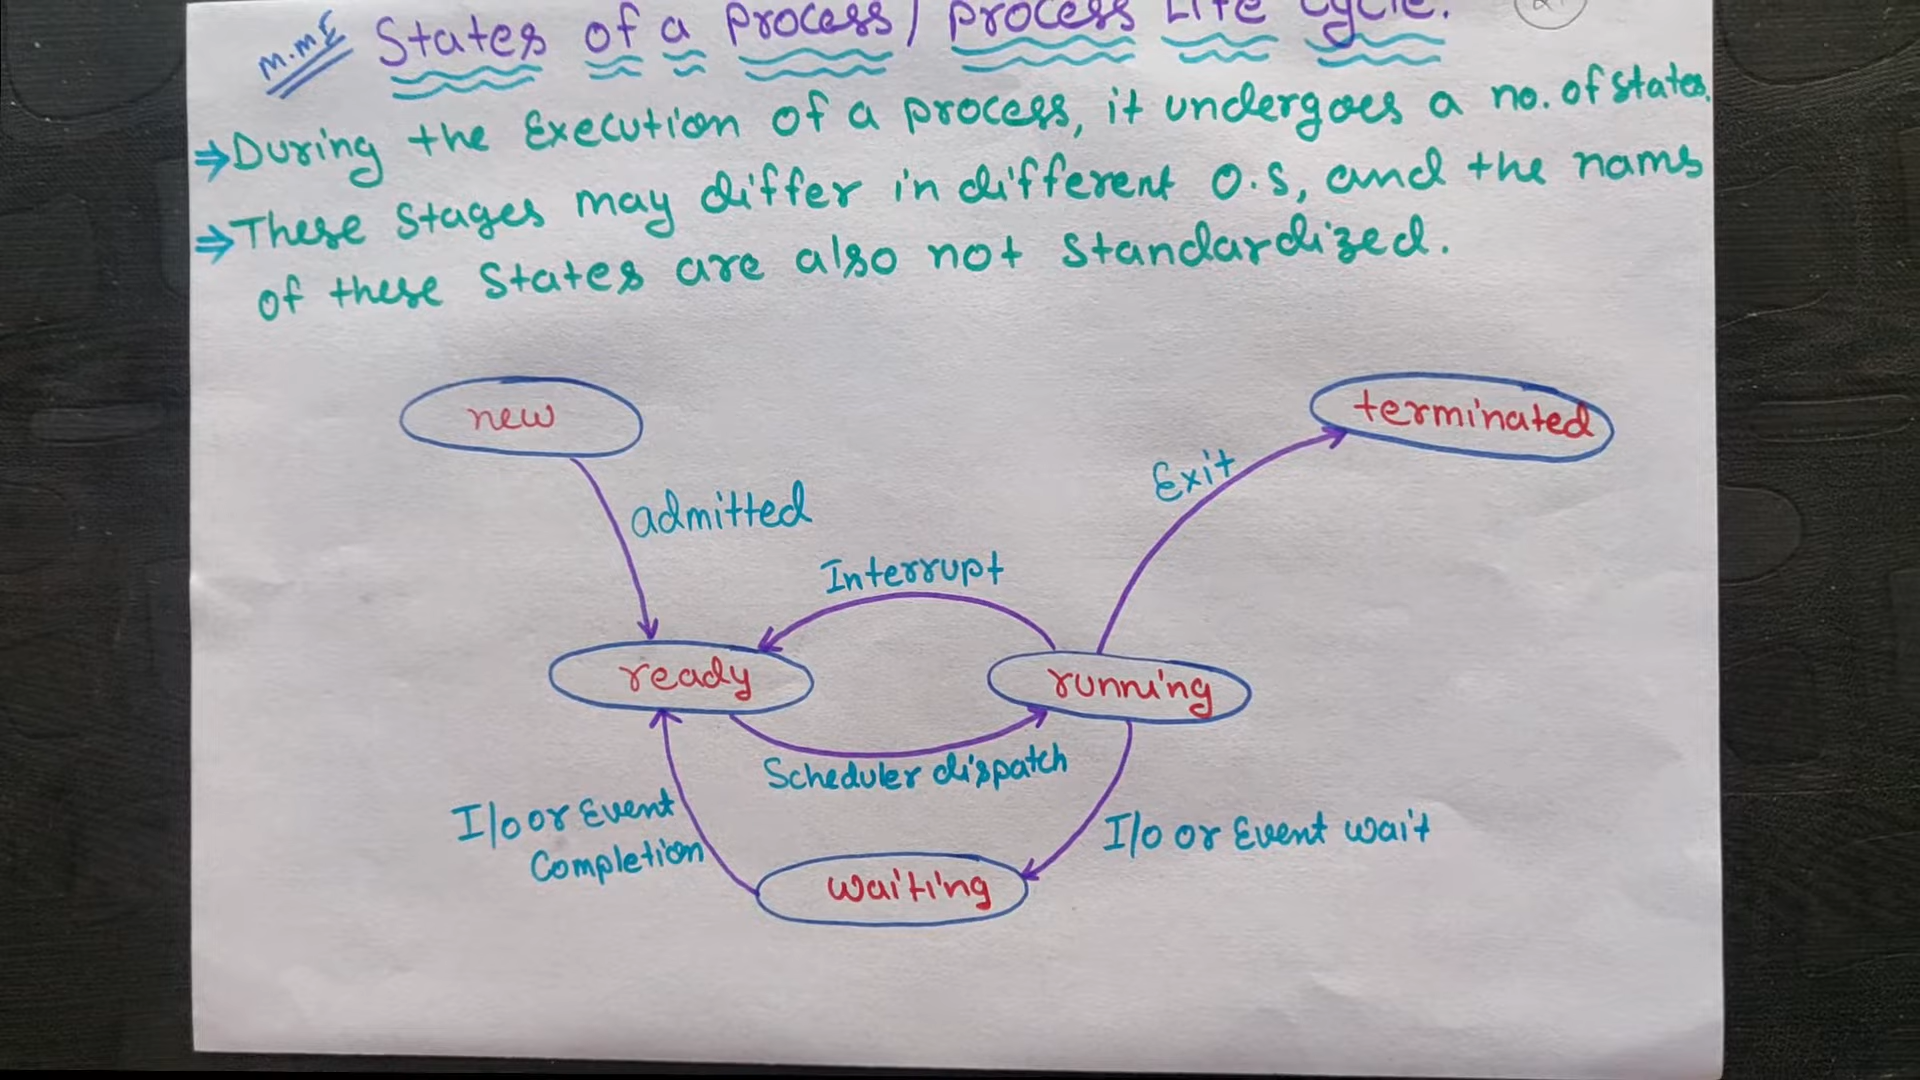 M.M.E States of a Process / Process Life Cycle.
⇒ During the Execution of a process, it undergoes a no. of states.
⇒ These stages may differ in different O.S, and the nams
of these states are also not standardized.
new
terminated
Exit
admitted
Interrupt
ready
running
Scheduler dispatch
I/o or Event
Completion
I/o or Event wait
waiting